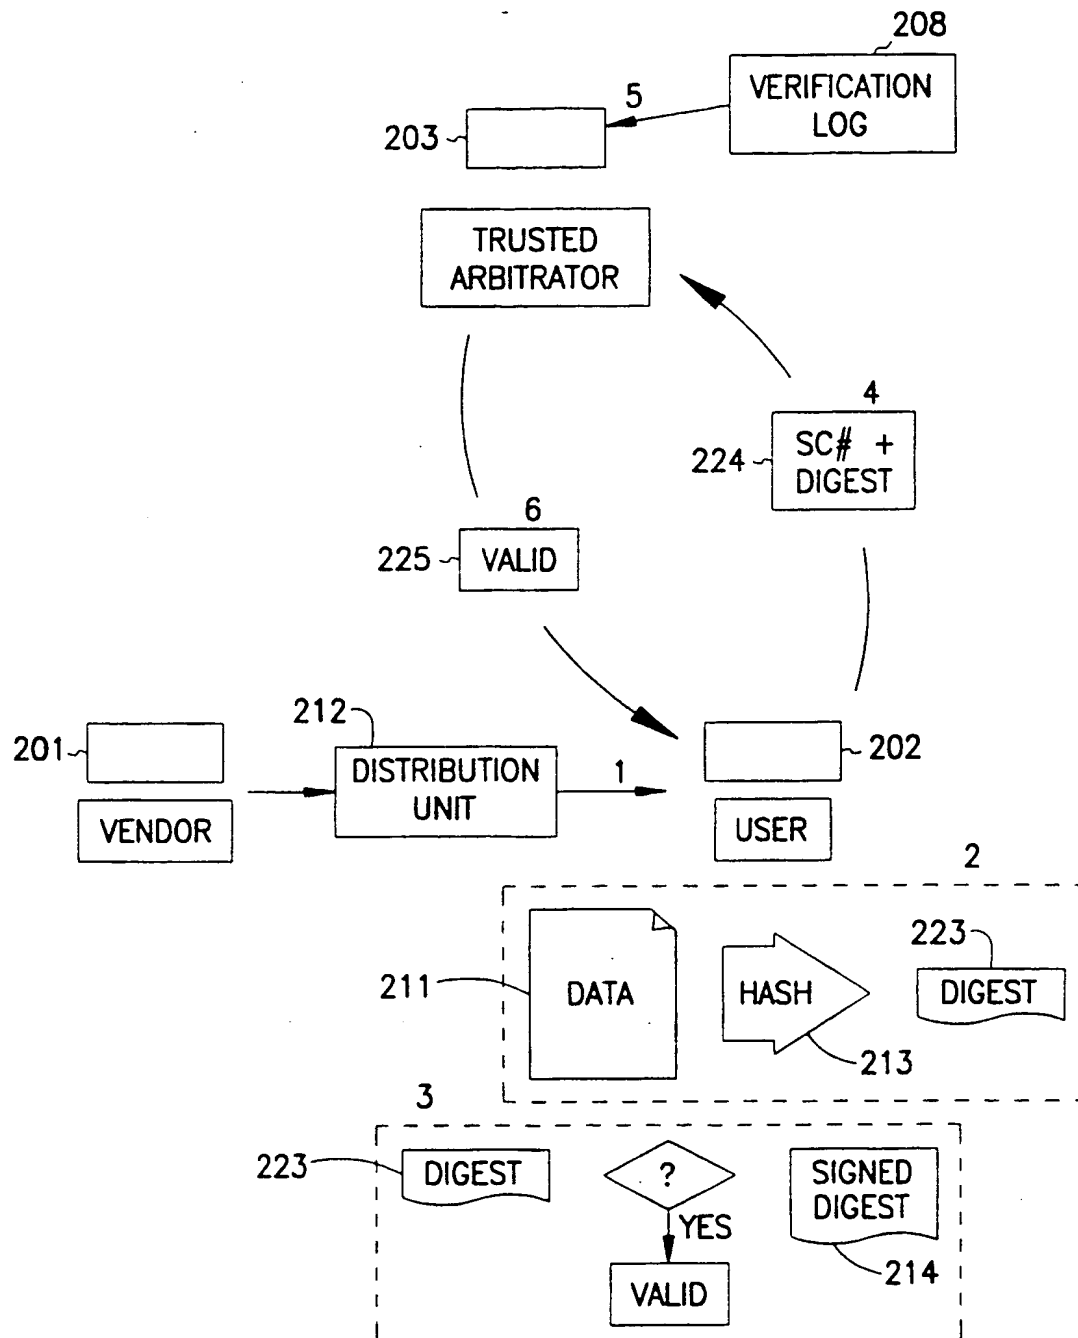 208
VERIFICATION
LOG
5
203
TRUSTED
ARBITRATOR
4
SC# +
DIGEST
224
6
VALID
225
212
201
DISTRIBUTION
UNIT
1
202
VENDOR
USER
2
223
211
DATA
HASH
DIGEST
213
3
223
DIGEST
?
SIGNED
DIGEST
YES
214
VALID